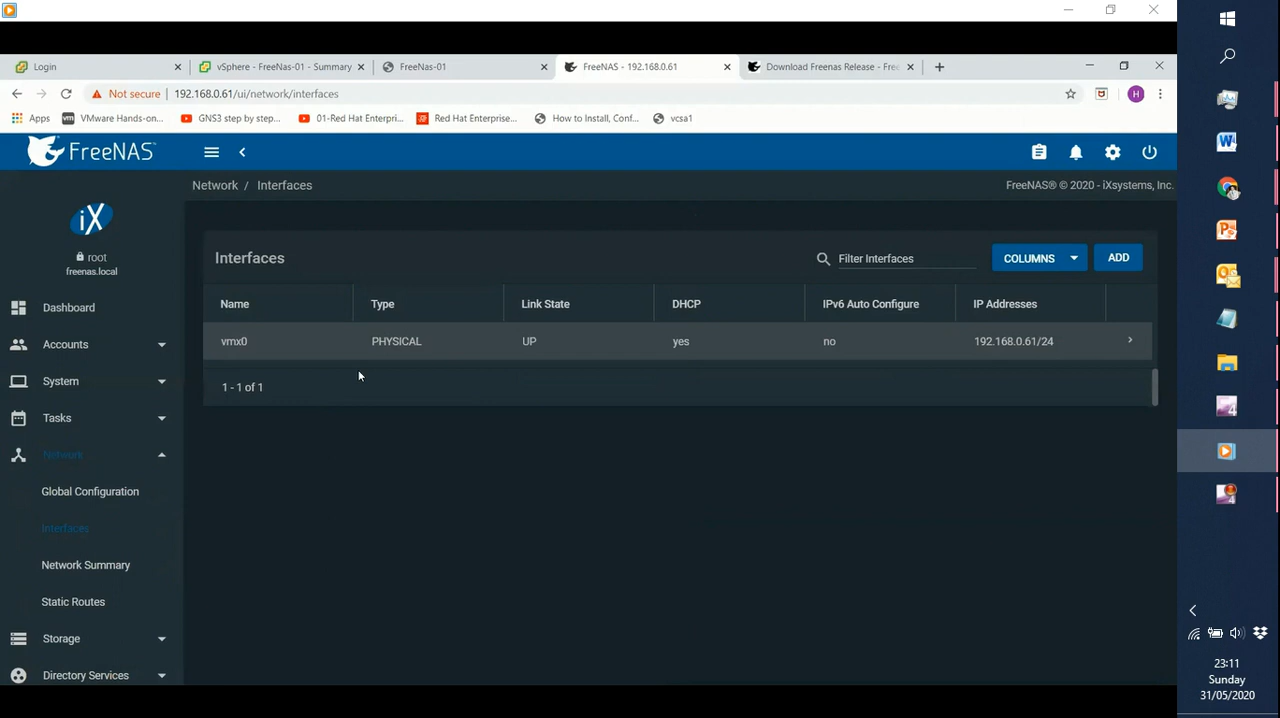 Login
vSphere - FreeNas-01 - Summary
FreeNas-01
FreeNAS - 192.168.0.61
Download Freenas Release - Free
Not secure
192.168.0.61/ui/network/interfaces
H
Apps
VMware Hands-on...
GNS3 step by step...
01-Red Hat Enterpri...
Red Hat Enterprise...
How to Install, Conf...
vcsa1
FreeNAS®
Network / Interfaces
FreeNAS® © 2020 - iXsystems, Inc.
iX
root
freenas.local
Dashboard
Accounts
System
Tasks
Network
Global Configuration
Interfaces
Network Summary
Static Routes
Storage
Directory Services
Interfaces
Filter Interfaces
COLUMNS
ADD
Name Type Link State DHCP IPv6 Auto Configure IP Addresses
vmx0 PHYSICAL UP yes no 192.168.0.61/24
1 - 1 of 1
23:11
Sunday
31/05/2020